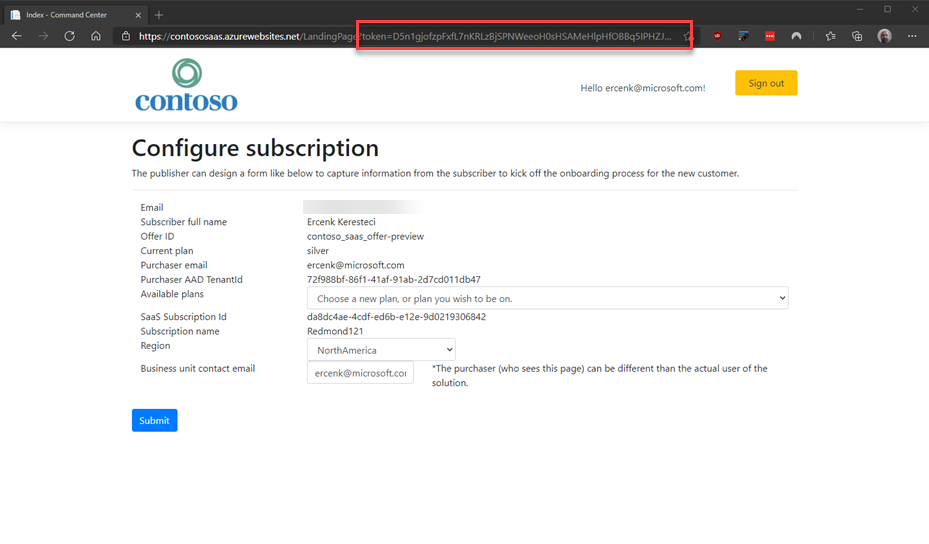 Index - Command Center
https://contososaas.azurewebsites.net/LandingPage?token=D5n1gjofzpFxfL7nKRLzBjSPNWeeoH0sHSAMeHlpHfOBBq5IPHZJ...
contoso
Hello ercenk@microsoft.com!
Sign out
Configure subscription
The publisher can design a form like below to capture information from the subscriber to kick off the onboarding process for the new customer.
Email
Subscriber full name Ercenk Keresteci
Offer ID contoso_saas_offer-preview
Current plan silver
Purchaser email ercenk@microsoft.com
Purchaser AAD TenantId 72f988bf-86f1-41af-91ab-2d7cd011db47
Available plans Choose a new plan, or plan you wish to be on.
SaaS Subscription Id da8dc4ae-4cdf-ed6b-e12e-9d0219306842
Subscription name Redmond121
Region NorthAmerica
Business unit contact email ercenk@microsoft.co *The purchaser (who sees this page) can be different than the actual user of the
solution.
Submit